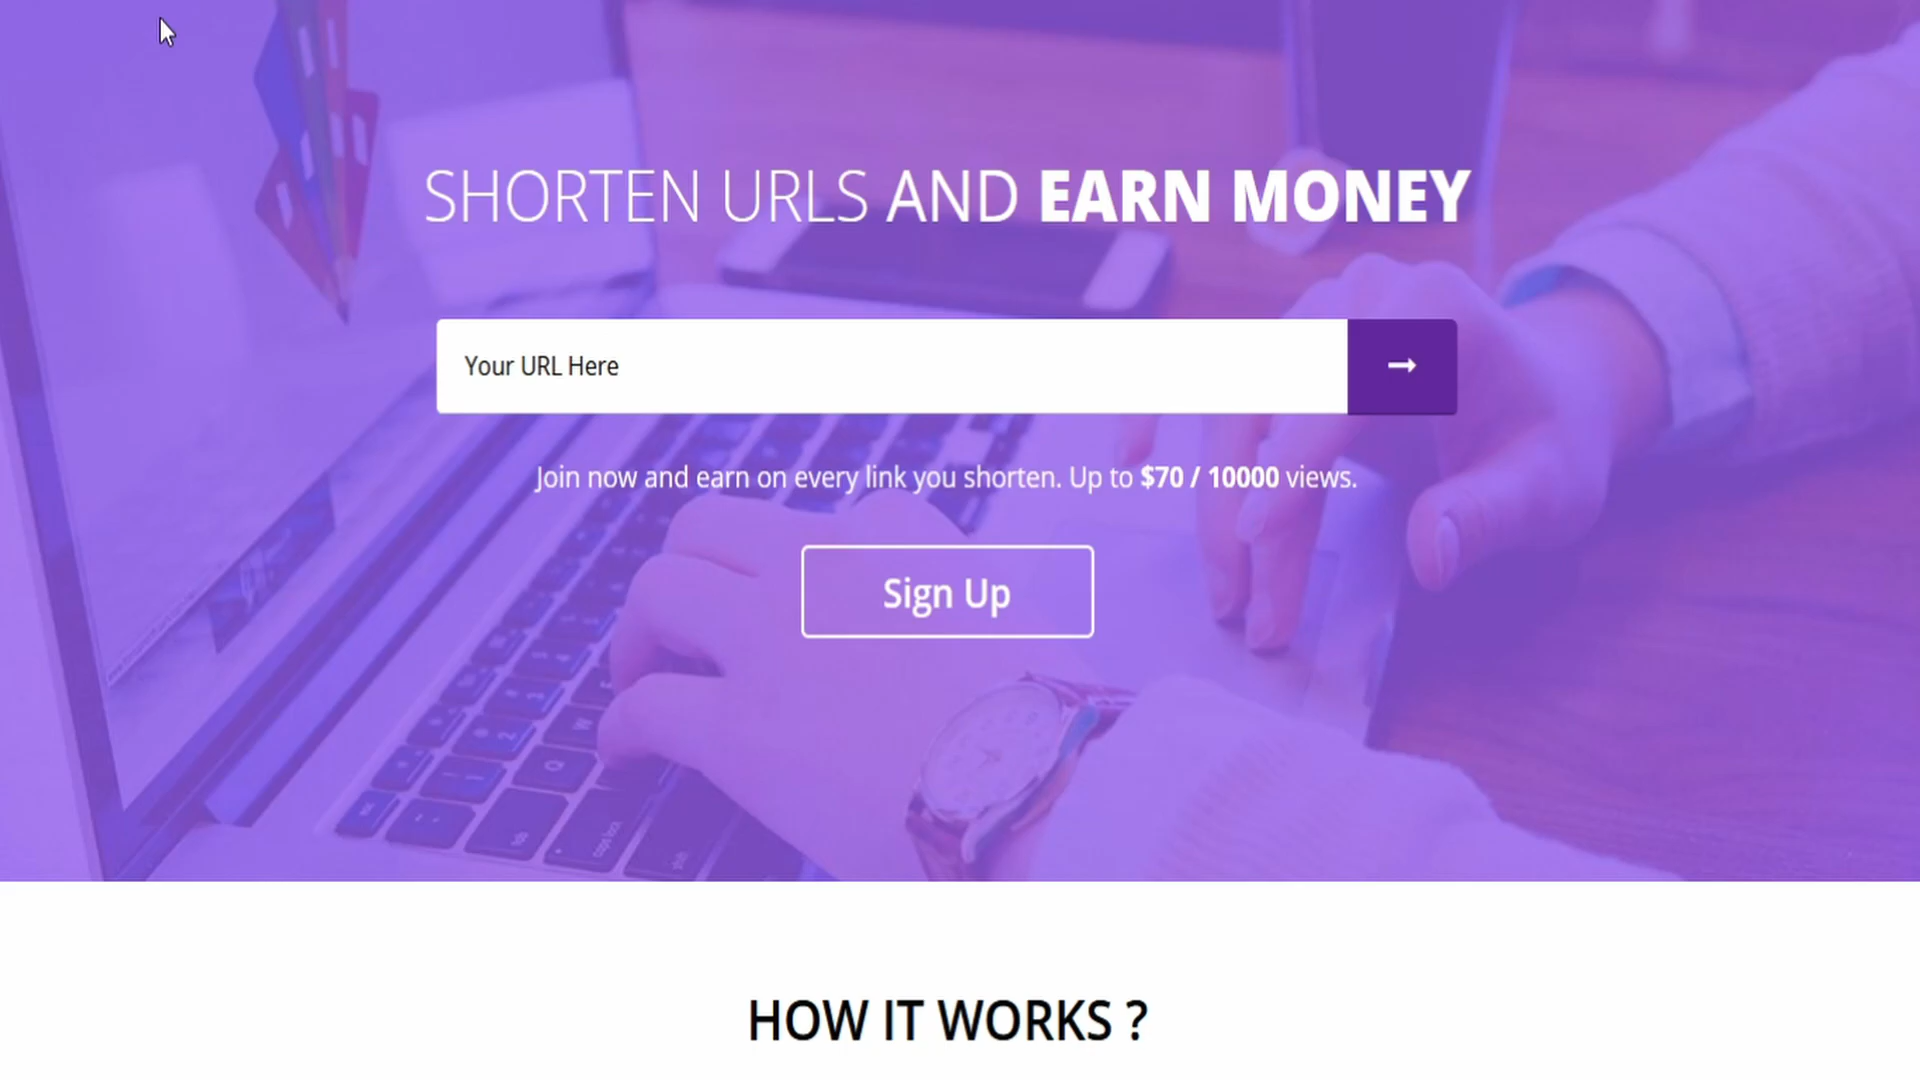 SHORTEN URLS AND EARN MONEY
Your URL Here
Join now and earn on every link you shorten. Up to $70 / 10000 views.
Sign Up
HOW IT WORKS ?